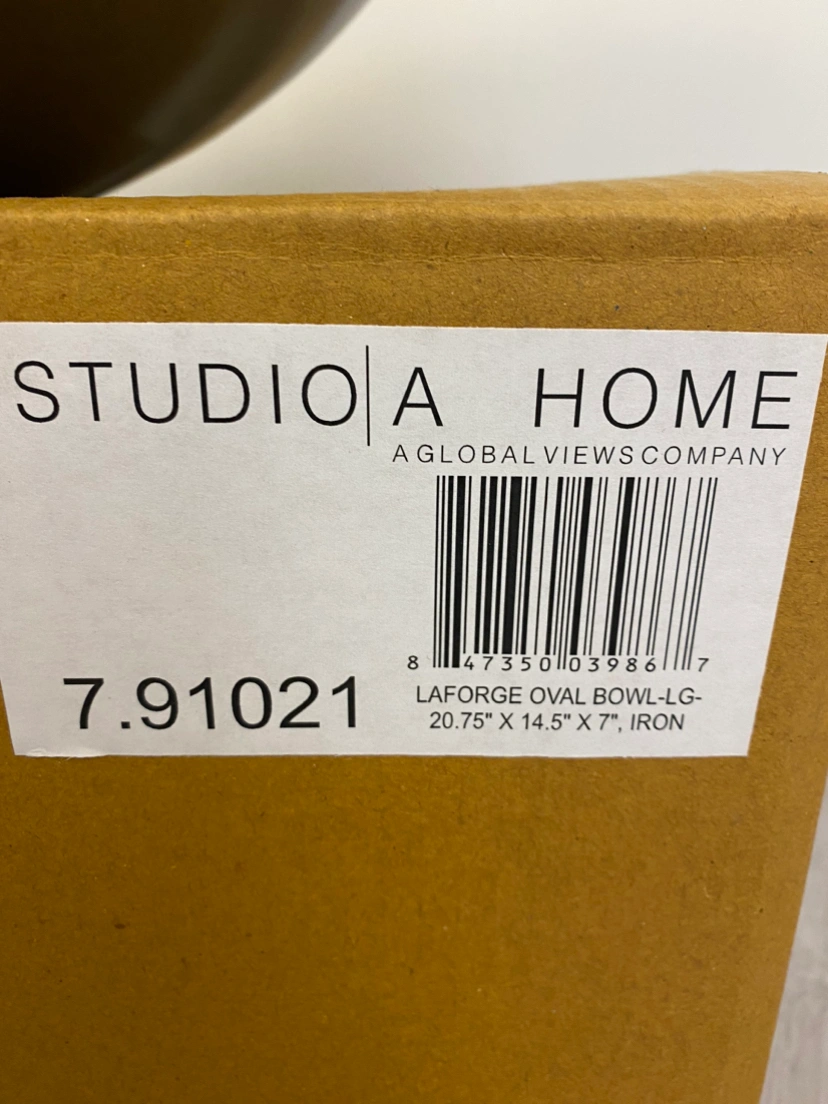 STUDIO|A HOME
A GLOBAL VIEWS COMPANY
8 47350 03986 7
7.91021
LAFORGE OVAL BOWL-LG-
20.75" X 14.5" X 7", IRON